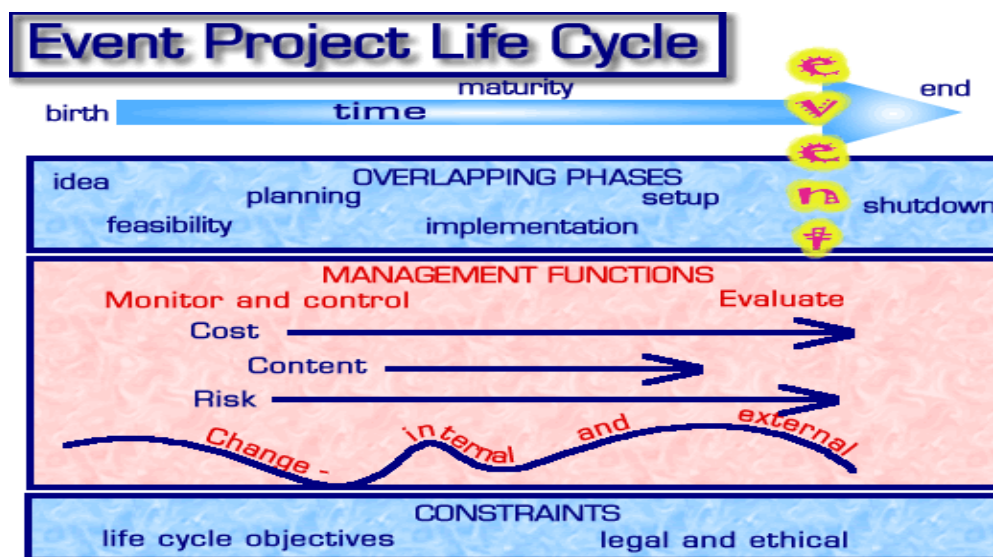 Event Project Life Cycle
birth
time
maturity
end
event
OVERLAPPING PHASES
idea
feasibility
planning
implementation
setup
shutdown
MANAGEMENT FUNCTIONS
Monitor and control
Evaluate
Cost
Content
Risk
Change - internal and external
CONSTRAINTS
life cycle objectives
legal and ethical